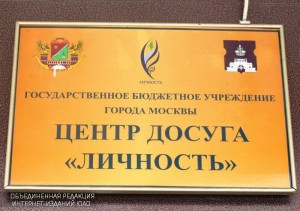 ЛИЧНОСТЬ
ГОСУДАРСТВЕННОЕ БЮДЖЕТНОЕ УЧРЕЖДЕНИЕ
ГОРОДА МОСКВЫ
ЦЕНТР ДОСУГА
«ЛИЧНОСТЬ»
ОБЪЕДИНЕННАЯ РЕДАКЦИЯ
ИНТЕРНЕТ-ИЗДАНИЙ ЮАО